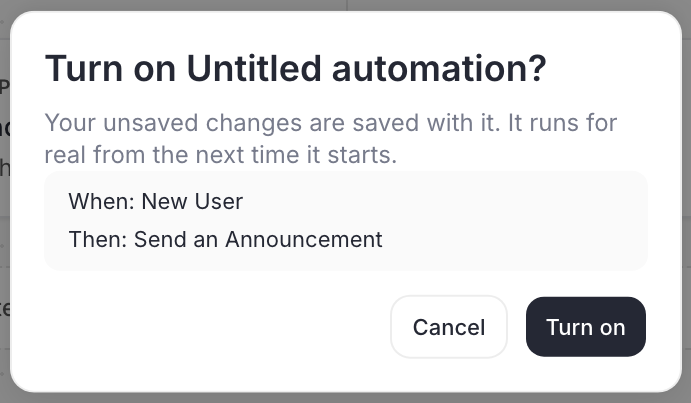 Turn on Untitled automation?
Your unsaved changes are saved with it. It runs for
real from the next time it starts.
When: New User
Then: Send an Announcement
Cancel
Turn on